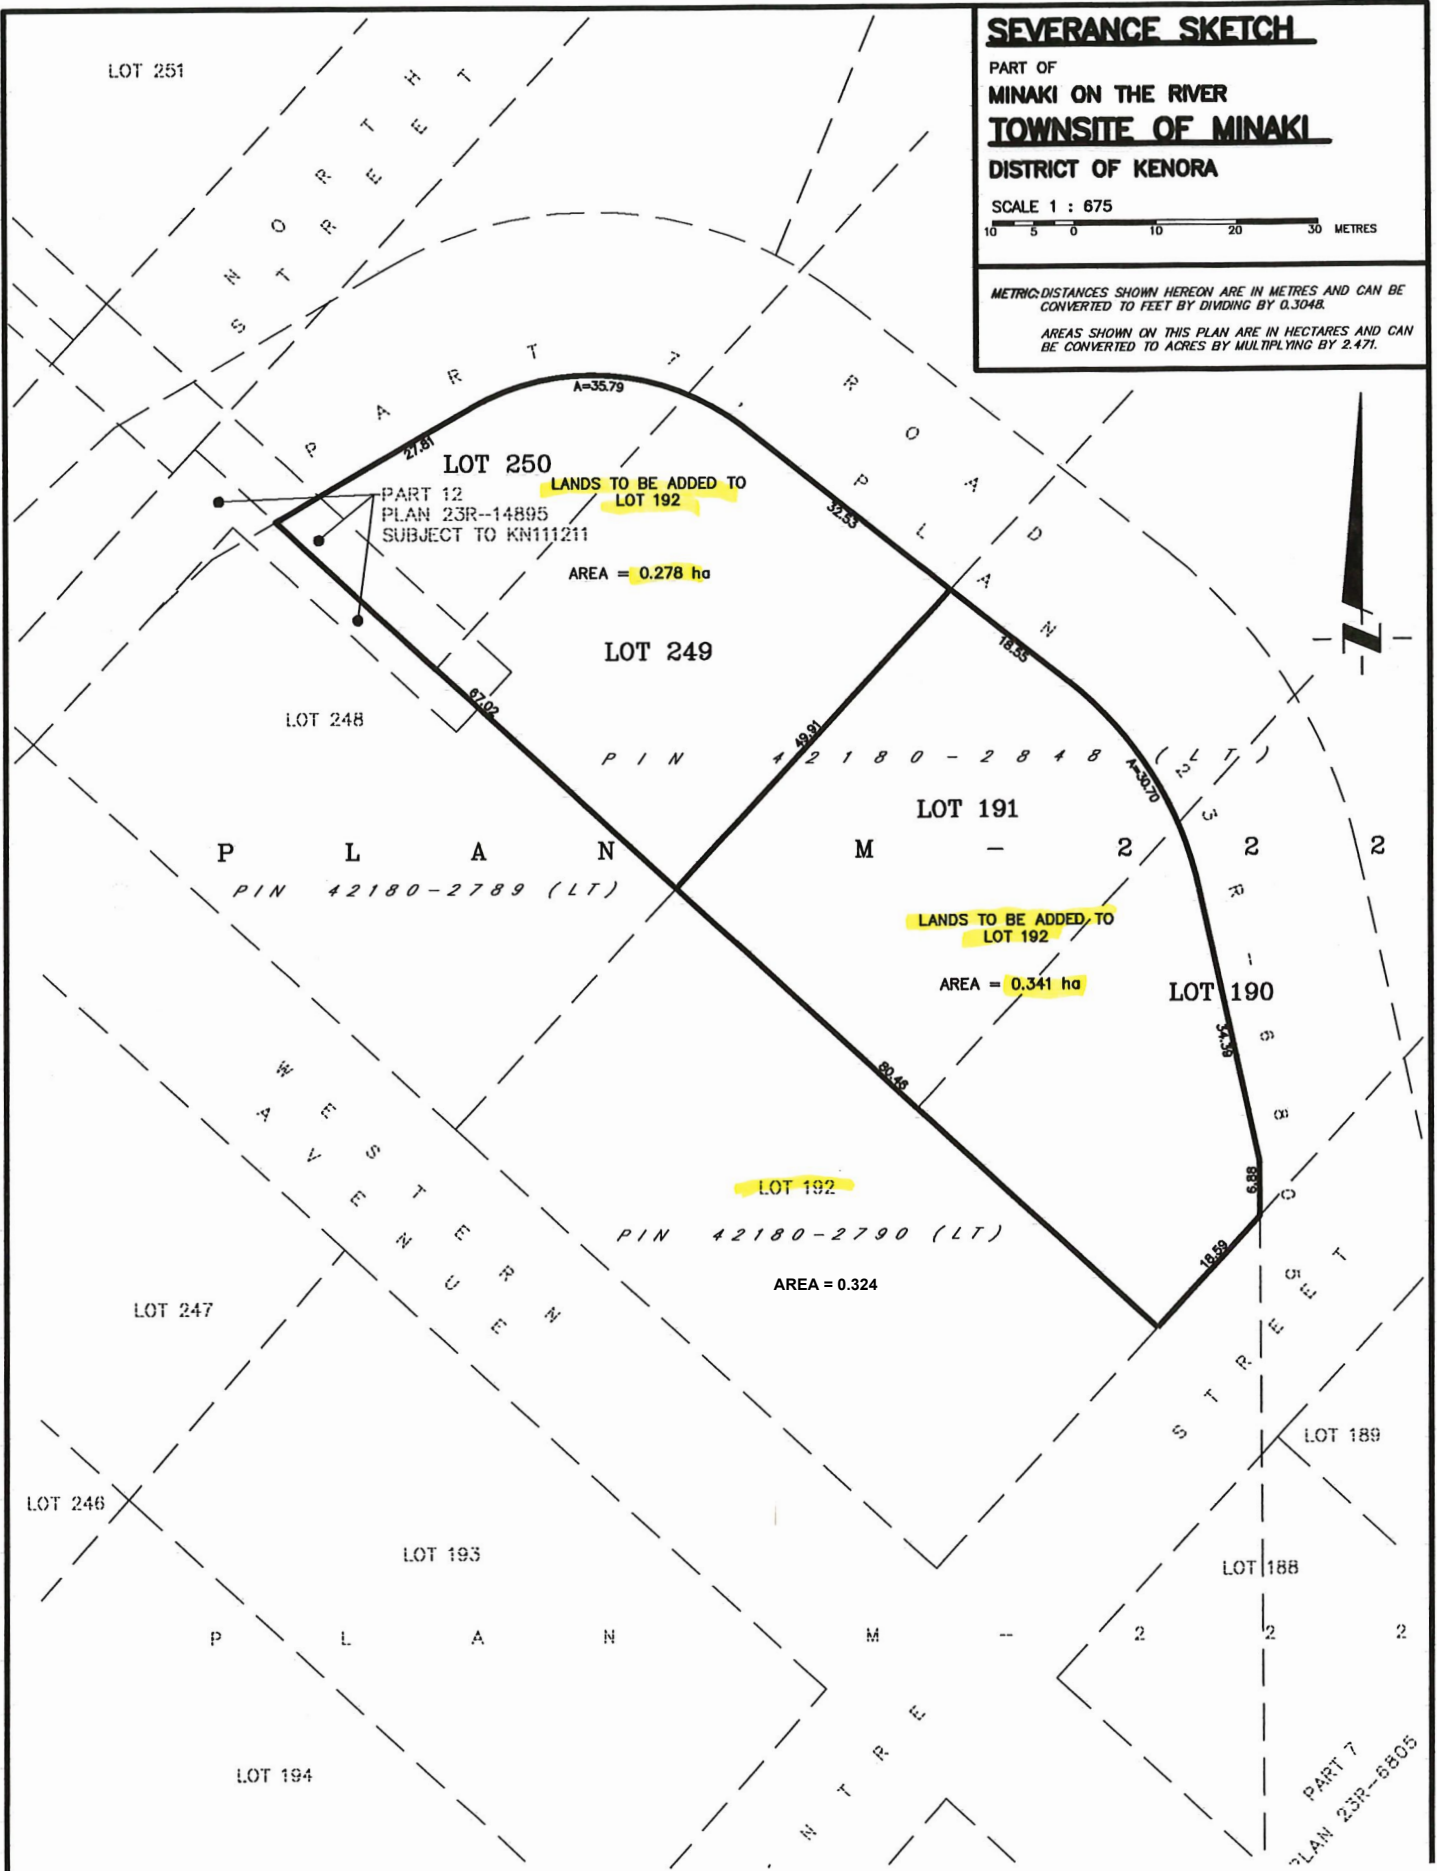 SEVERANCE SKETCH
PART OF
MINAKI ON THE RIVER
TOWNSITE OF MINAKI
DISTRICT OF KENORA
SCALE 1 : 675
10 5 0 10 20 30 METRES
METRIC: DISTANCES SHOWN HEREON ARE IN METRES AND CAN BE
CONVERTED TO FEET BY DIVIDING BY 0.3048.
AREAS SHOWN ON THIS PLAN ARE IN HECTARES AND CAN
BE CONVERTED TO ACRES BY MULTIPLYING BY 2.471.
LOT 251
NORTH
STREET
PART 7, PLAN 23R-6805
ROAD
A=35.79
27.81
LOT 250
LANDS TO BE ADDED TO
LOT 192
PART 12
PLAN 23R--14895
SUBJECT TO KN111211
32.53
AREA = 0.278 ha
N
LOT 249
18.55
67.02
LOT 248
49.91
PIN 42180-2848 (LT)
A=30.70
LOT 191
PLAN M-222
PIN 42180-2789 (LT)
LANDS TO BE ADDED TO
LOT 192
AREA = 0.341 ha
LOT 190
34.39
80.46
WESTERN
AVENUE
6.88
LOT 192
PIN 42180-2790 (LT)
18.59
AREA = 0.324
LOT 247
STREET
LOT 189
LOT 246
LOT 193
LOT 188
PLAN M--222
NTRE
LOT 194
PART 7
PLAN 23R--6805